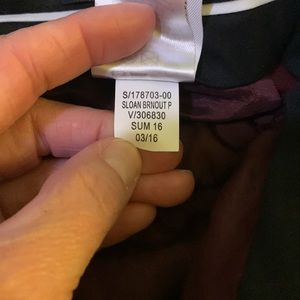 S/178703-00
SLOAN BRNOUT P
V/306830
SUM 16
03/16